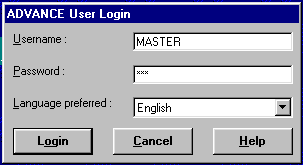 ADVANCE User Login
Username : MASTER
Password : ***
Language preferred : English
Login Cancel Help